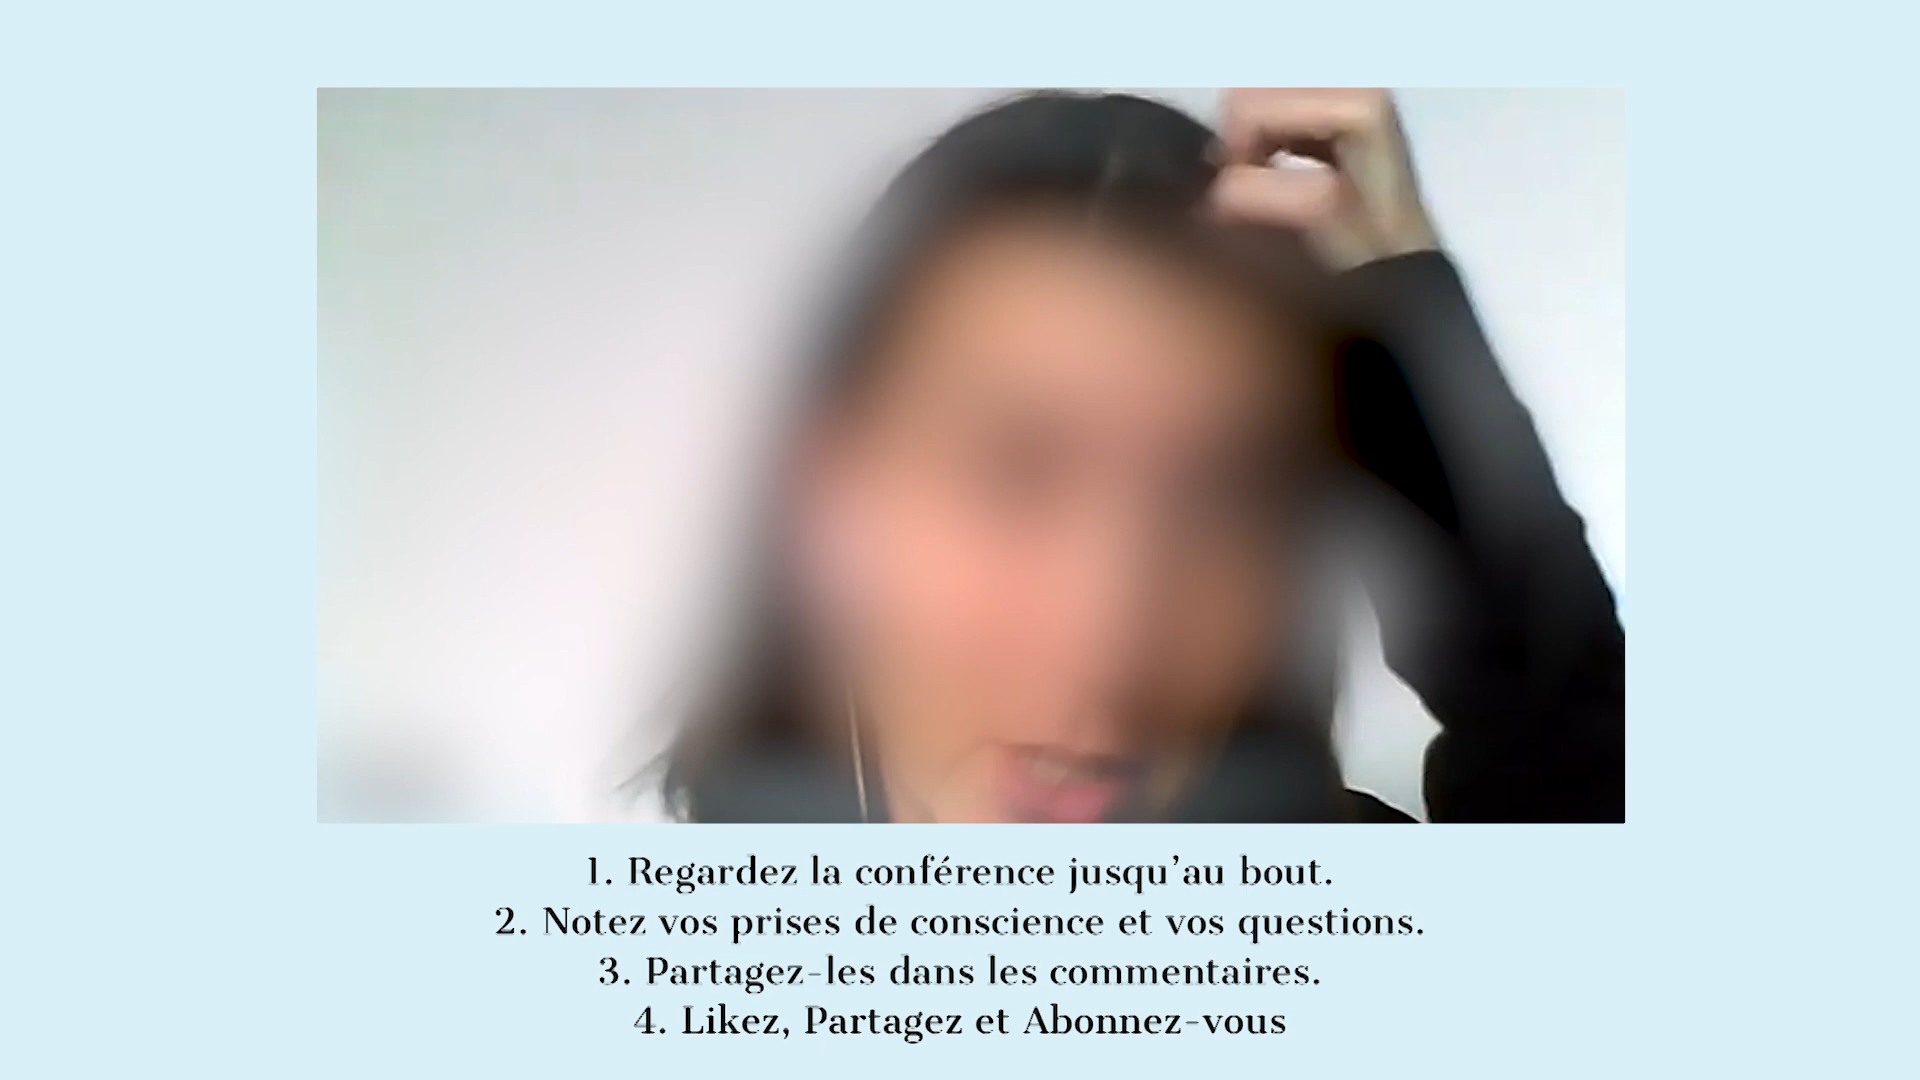 1. Regardez la conférence jusqu’au bout.
2. Notez vos prises de conscience et vos questions.
3. Partagez-les dans les commentaires.
4. Likez, Partagez et Abonnez-vous